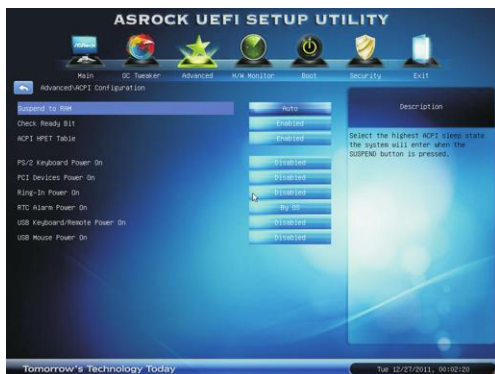 ASROCK UEFI SETUP UTILITY
Main OC Tweaker Advanced H/W Monitor Boot Security Exit
Advanced\ACPI Configuration
Suspend to RAM Auto
Check Ready Bit Enabled
ACPI HPET Table Enabled
PS/2 Keyboard Power On Disabled
PCI Devices Power On Disabled
Ring-In Power On Disabled
RTC Alarm Power On By OS
USB Keyboard/Remote Power On Disabled
USB Mouse Power On Disabled
Description
Select the highest ACPI sleep state
the system will enter when the
SUSPEND button is pressed.
Tomorrow's Technology Today
Tue 12/27/2011, 00:02:20